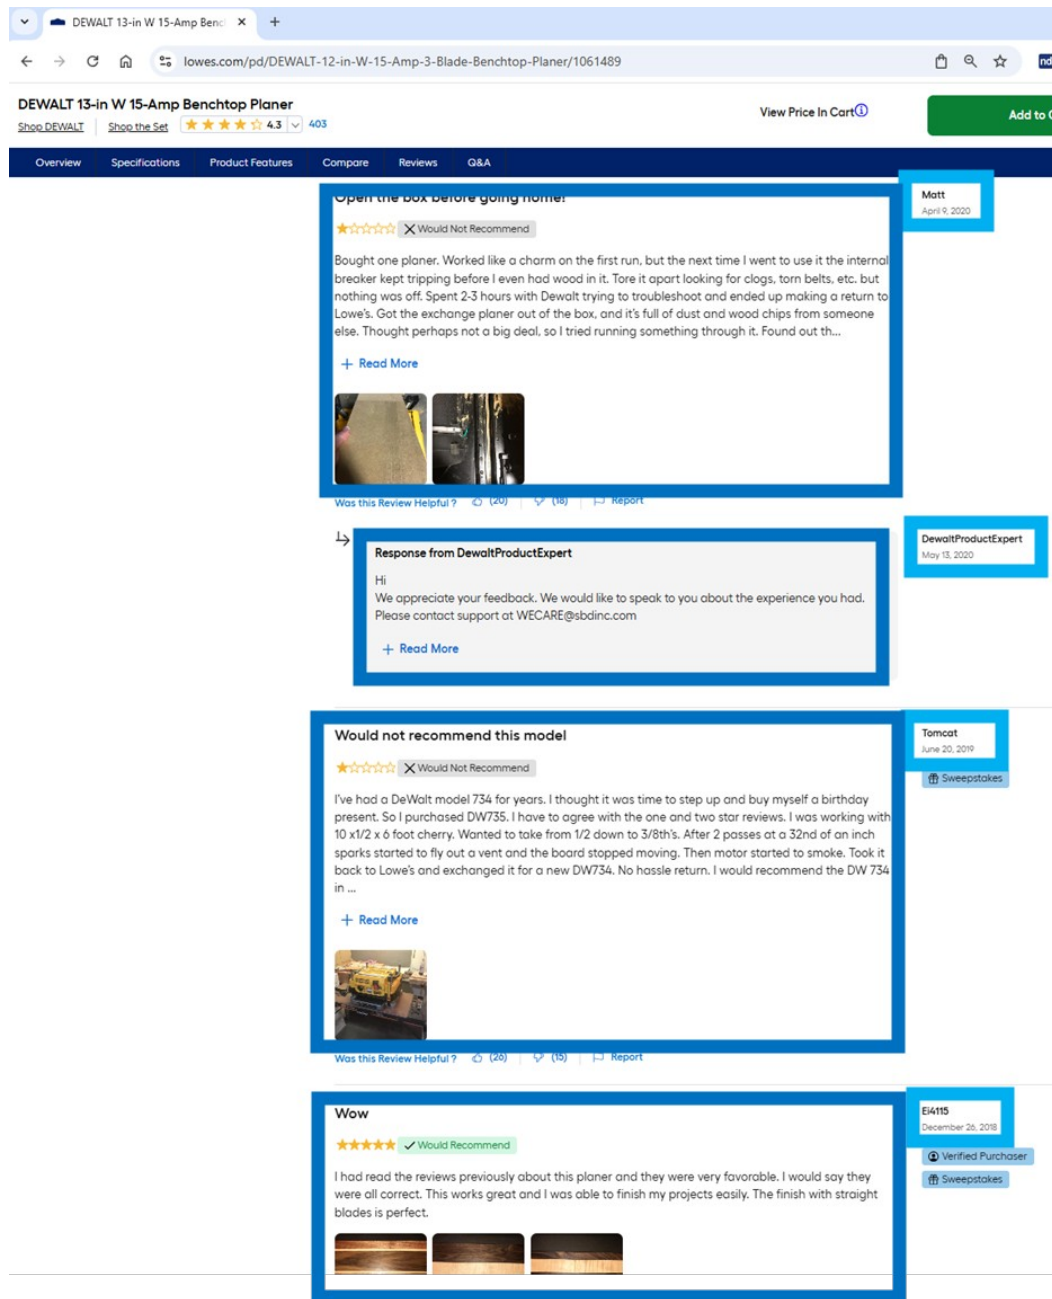 DEWALT 13-in W 15-Amp Benc
lowes.com/pd/DEWALT-12-in-W-15-Amp-3-Blade-Benchtop-Planer/1061489
nd
DEWALT 13-in W 15-Amp Benchtop Planer
Shop DEWALT Shop the Set 4.3 403
View Price In Cart
Add to C
Overview Specifications Product Features Compare Reviews Q&A
Open the box before going home!
Matt
April 9, 2020
Would Not Recommend
Bought one planer. Worked like a charm on the first run, but the next time I went to use it the internal
breaker kept tripping before I even had wood in it. Tore it apart looking for clogs, torn belts, etc. but
nothing was off. Spent 2-3 hours with Dewalt trying to troubleshoot and ended up making a return to
Lowe's. Got the exchange planer out of the box, and it's full of dust and wood chips from someone
else. Thought perhaps not a big deal, so I tried running something through it. Found out th...
+ Read More
Was this Review Helpful ? (20) (18) Report
DewaltProductExpert
May 13, 2020
Response from DewaltProductExpert
Hi
We appreciate your feedback. We would like to speak to you about the experience you had.
Please contact support at WECARE@sbdinc.com
+ Read More
Would not recommend this model
Tomcat
June 20, 2019
Sweepstakes
Would Not Recommend
I've had a DeWalt model 734 for years. I thought it was time to step up and buy myself a birthday
present. So I purchased DW735. I have to agree with the one and two star reviews. I was working with
10 x1/2 x 6 foot cherry. Wanted to take from 1/2 down to 3/8th's. After 2 passes at a 32nd of an inch
sparks started to fly out a vent and the board stopped moving. Then motor started to smoke. Took it
back to Lowe's and exchanged it for a new DW734. No hassle return. I would recommend the DW 734
in ...
+ Read More
Was this Review Helpful ? (26) (15) Report
Wow
Ei4115
December 26, 2018
Verified Purchaser
Sweepstakes
Would Recommend
I had read the reviews previously about this planer and they were very favorable. I would say they
were all correct. This works great and I was able to finish my projects easily. The finish with straight
blades is perfect.